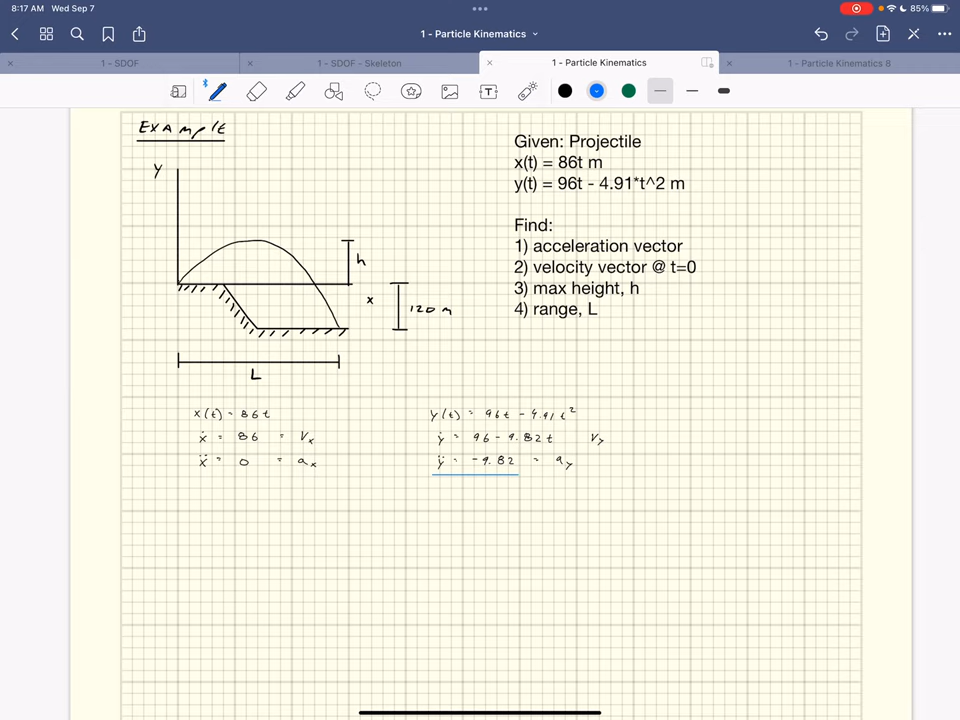 8:17 AM Wed Sep 7
85%
1 - Particle Kinematics
1 - SDOF
1 - SDOF - Skeleton
1 - Particle Kinematics
1 - Particle Kinematics 8
T
EXAMPLE
Given: Projectile
x(t) = 86t m
y(t) = 96t - 4.91*t^2 m
Find:
1) acceleration vector
2) velocity vector @ t=0
3) max height, h
4) range, L
Y
h
x
120 m
L
x(t) = 86t
ẋ = 86 = Vx
ẍ = 0 = ax
y(t) = 96t - 4.91t²
ẏ = 96 - 9.82t Vy
ÿ = -9.82 = ay